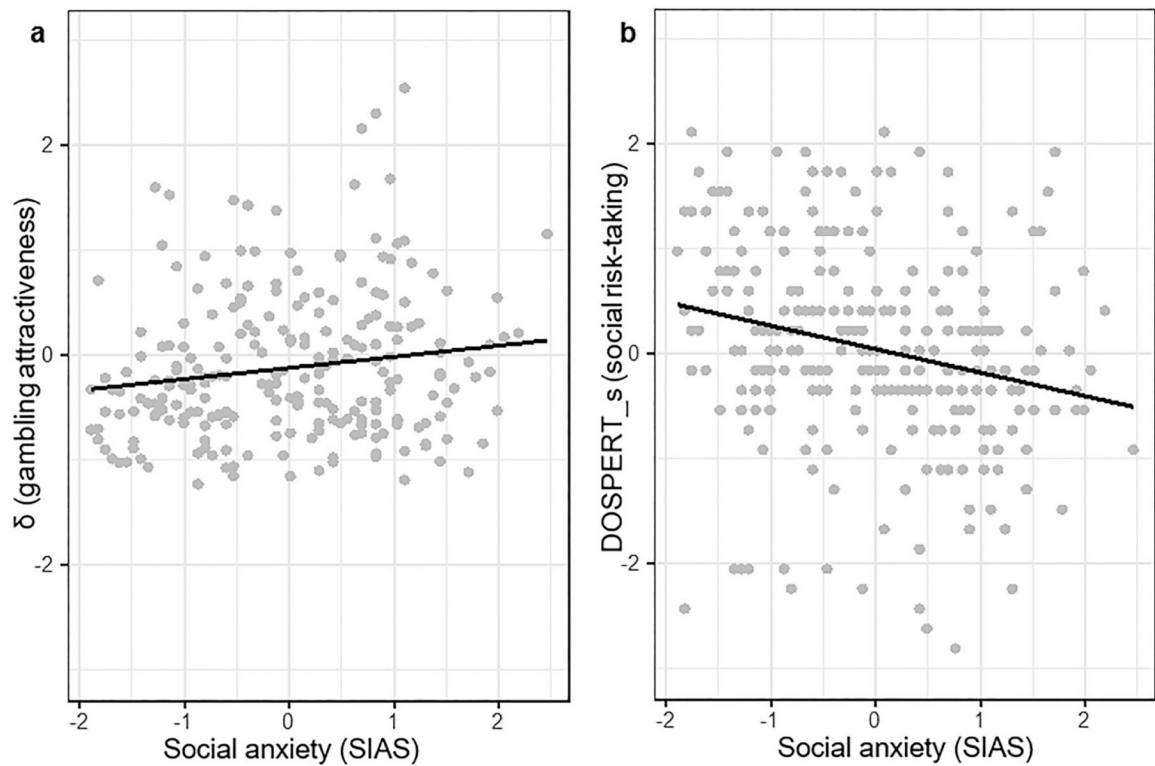 a
δ (gambling attractiveness)
2
0
-2
-2
-1
0
1
2
Social anxiety (SIAS)
b
DOSPERT_s (social risk-taking)
2
0
-2
-2
-1
0
1
2
Social anxiety (SIAS)